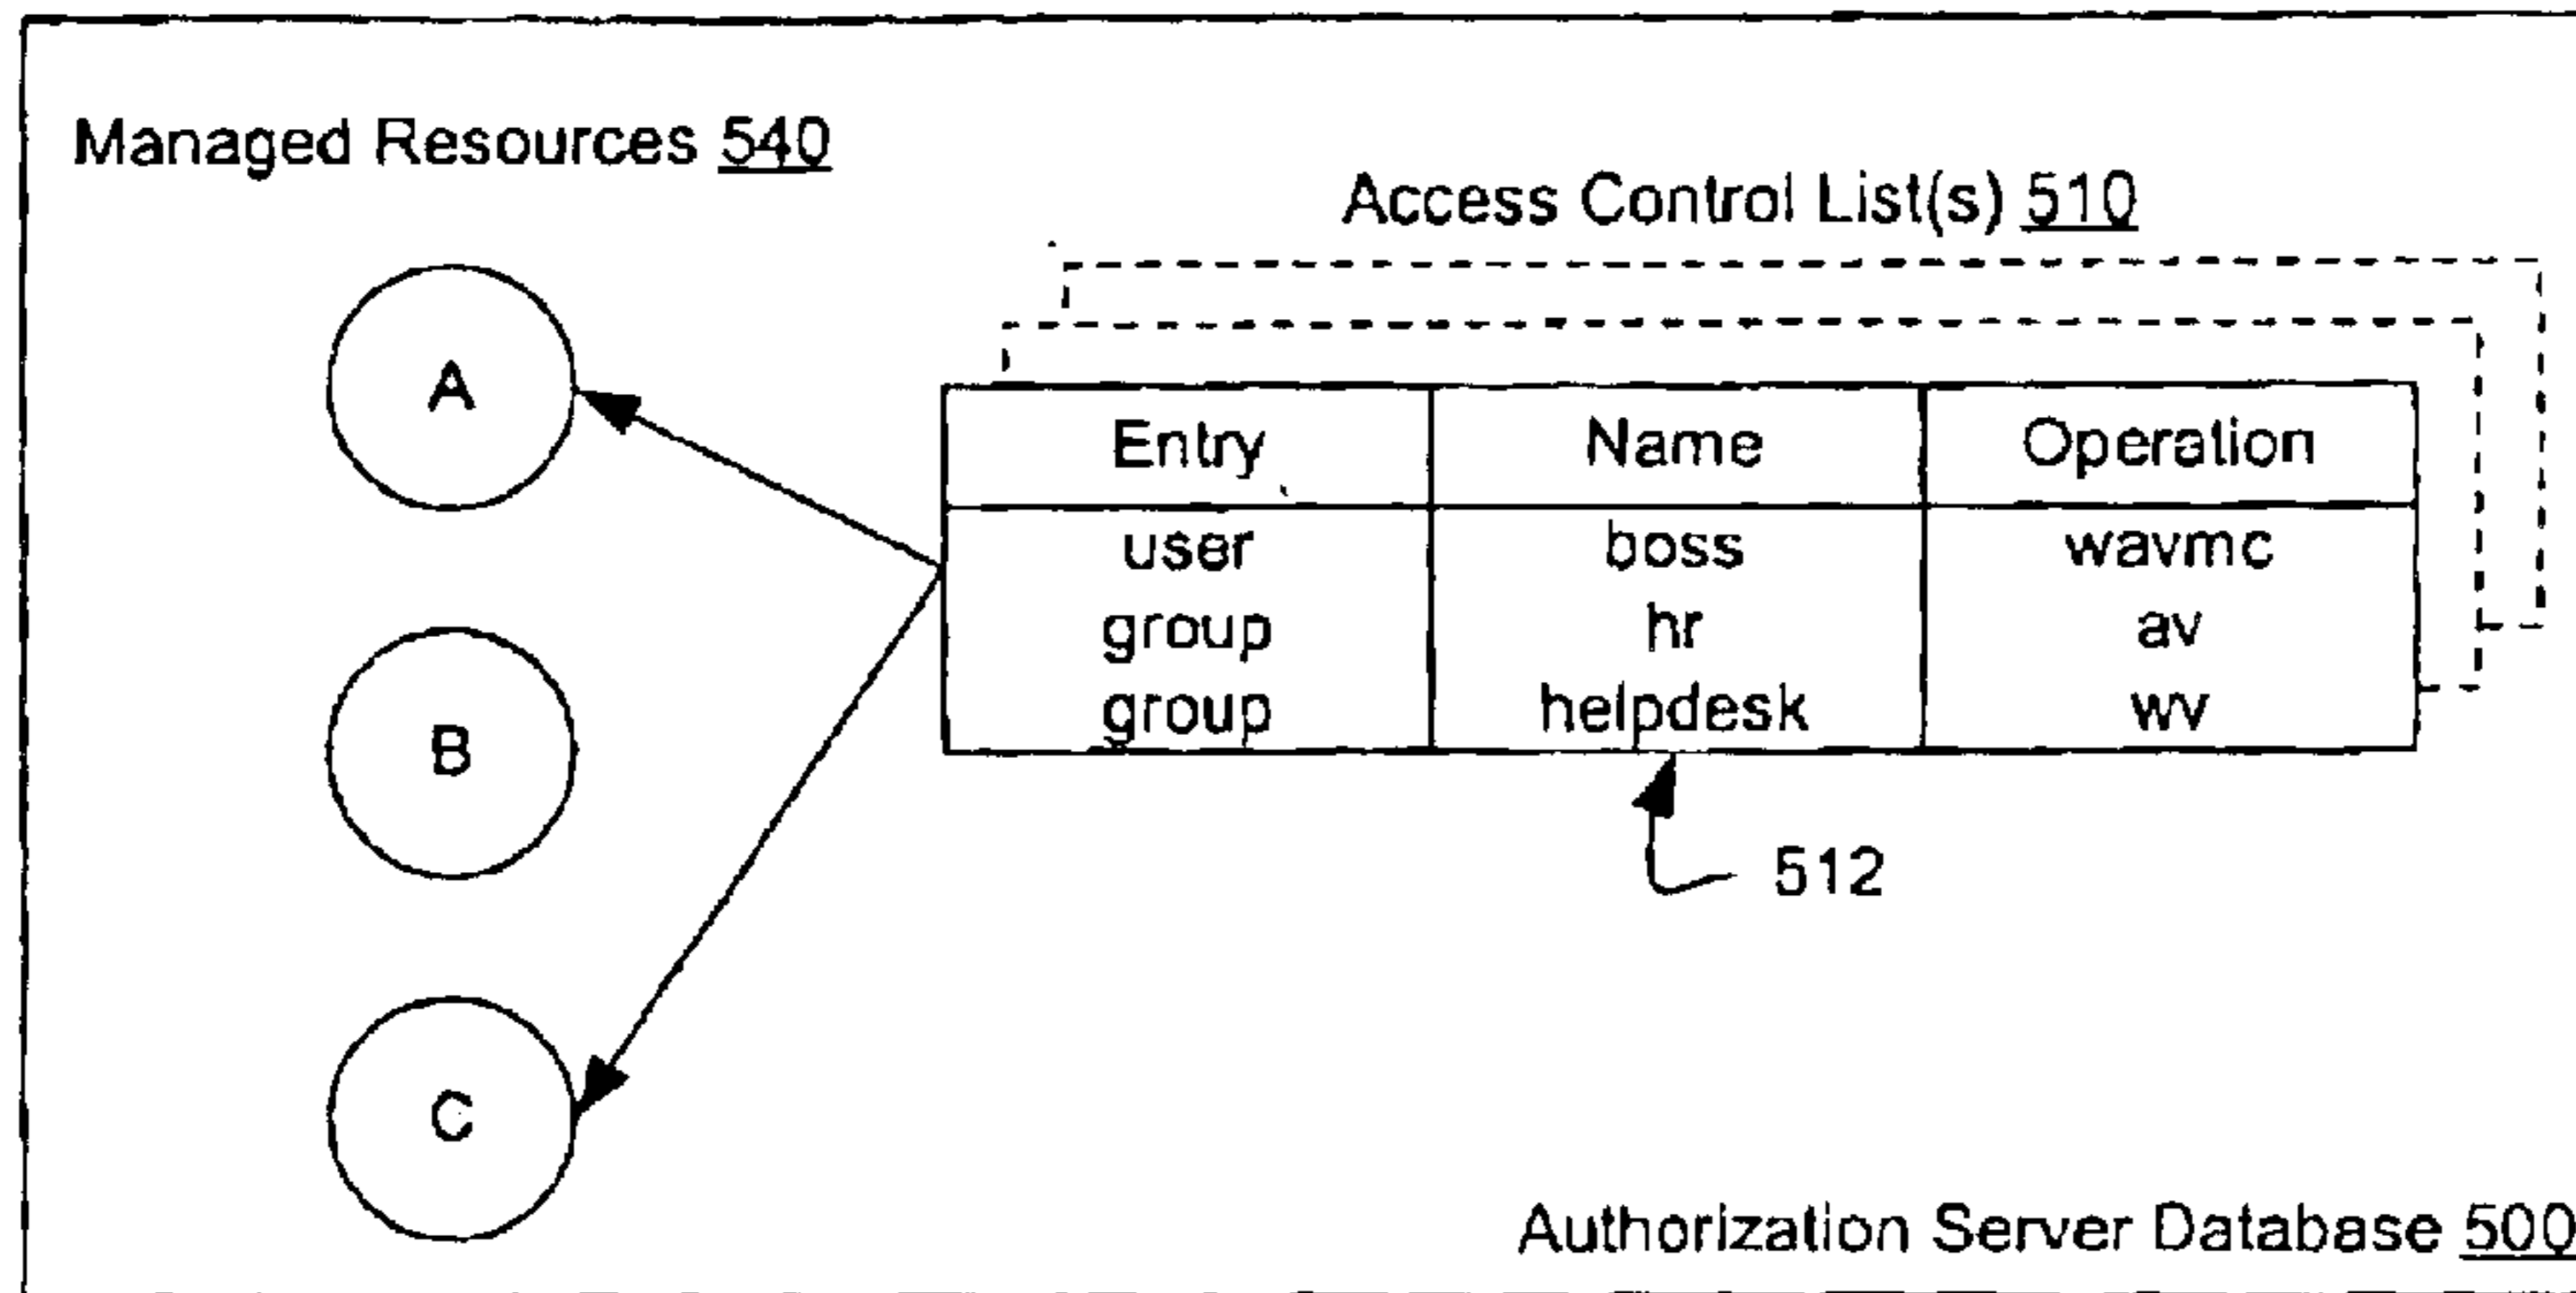 Managed Resources 540
Access Control List(s) 510
A
B
C
Entry Name Operation
user boss wavmc
group hr av
group helpdesk wv
512
Authorization Server Database 500